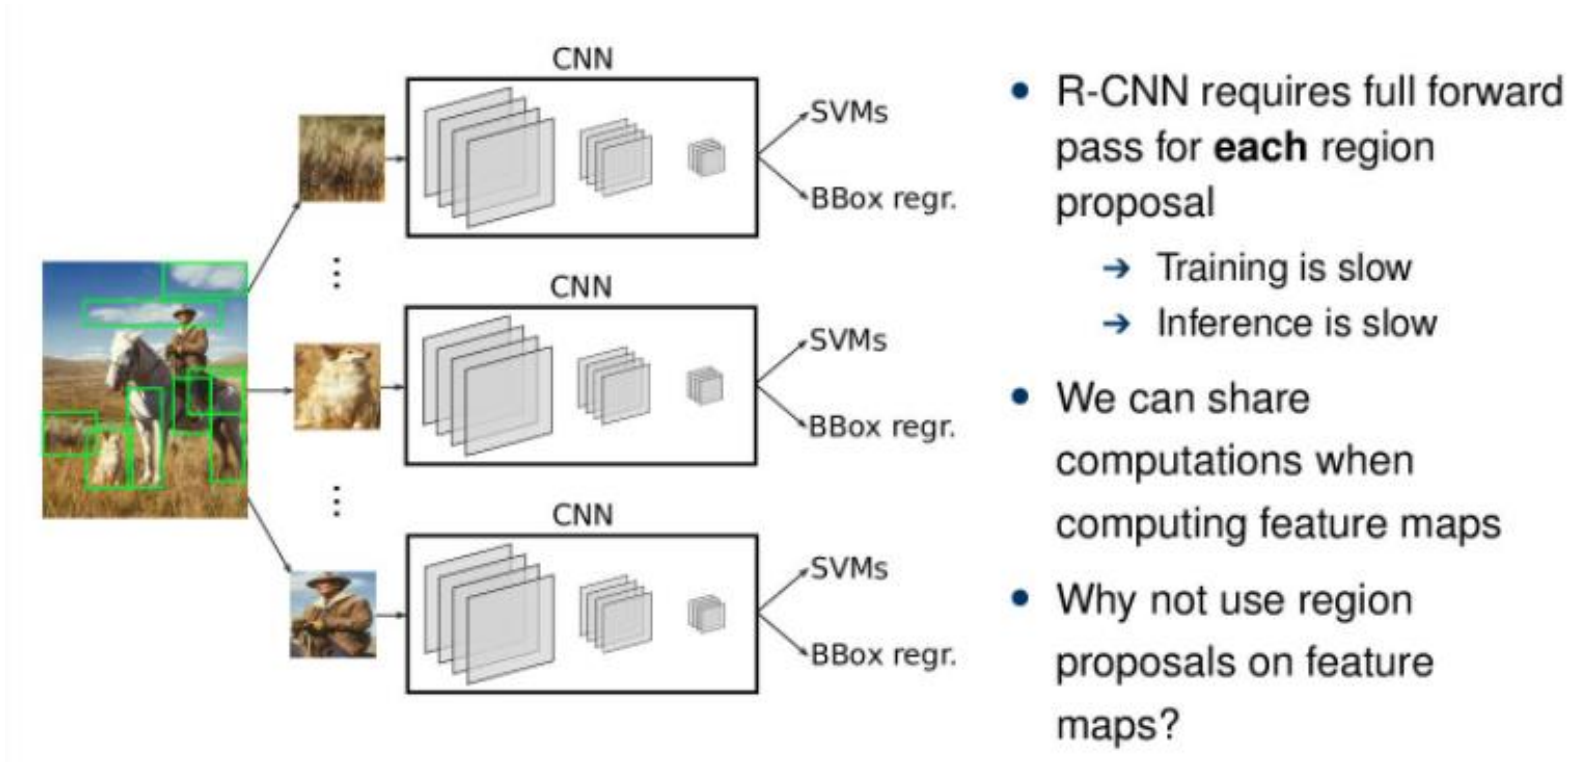 CNN
SVMs
BBox regr.
CNN
SVMs
BBox regr.
CNN
SVMs
BBox regr.
• R-CNN requires full forward
pass for each region
proposal
→ Training is slow
→ Inference is slow
• We can share
computations when
computing feature maps
• Why not use region
proposals on feature
maps?